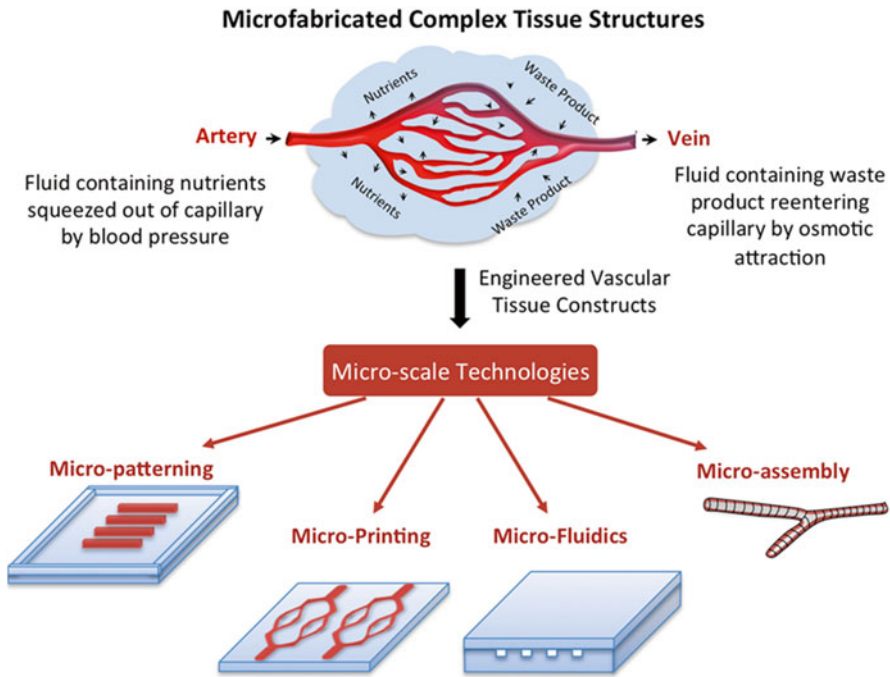 Microfabricated Complex Tissue Structures
Nutrients
Waste Product
Artery
Vein
Nutrients
Waste Product
Fluid containing nutrients
squeezed out of capillary
by blood pressure
Fluid containing waste
product reentering
capillary by osmotic
attraction
Engineered Vascular
Tissue Constructs
Micro-scale Technologies
Micro-patterning
Micro-Printing
Micro-Fluidics
Micro-assembly